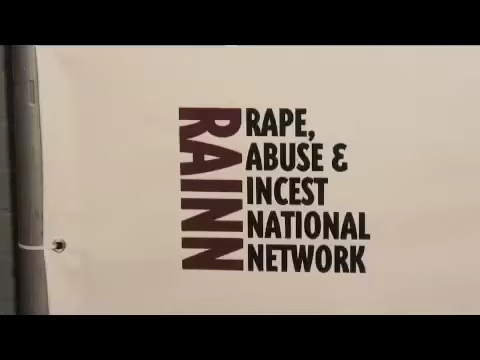 RAINN
RAPE,
ABUSE &
INCEST
NATIONAL
NETWORK